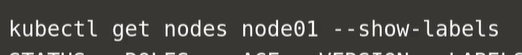 kubectl get nodes node01 --show-labels